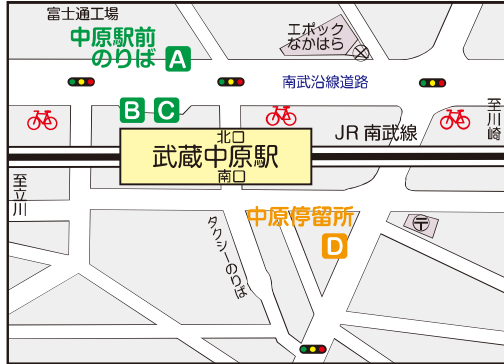 富士通工場
中原駅前
のりば A
エポック
なかはら
南武沿線道路
B C
北口
JR 南武線
至川崎
武蔵中原駅
南口
至立川
タクシーのりば
中原停留所
D
〒